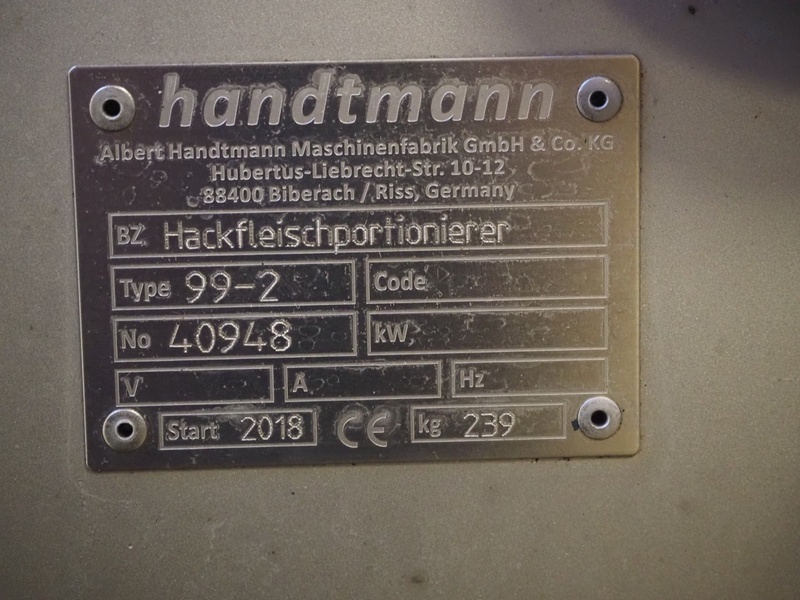 handtmann
Albert Handtmann Maschinenfabrik GmbH & Co. KG
Hubertus-Liebrecht-Str. 10-12
88400 Biberach / Riss, Germany
BZ Hackfleischportionierer
Type 99-2 Code
No 40948 kW
V A Hz
Start 2018 CE kg 239